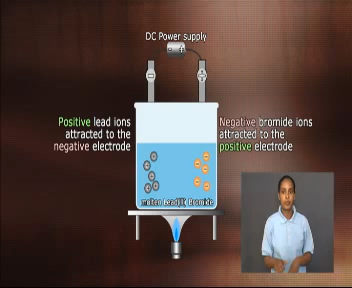 DC Power supply
Positive lead ions
attracted to the
negative electrode
Negative bromide ions
attracted to the
positive electrode
molten Lead(II) Bromide